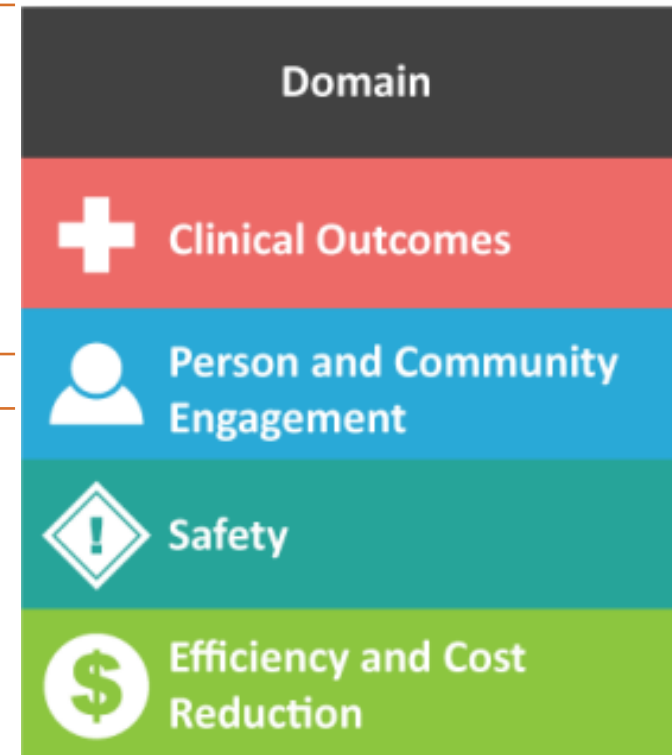 Domain
Clinical Outcomes
Person and Community
Engagement
!
Safety
$
Efficiency and Cost
Reduction